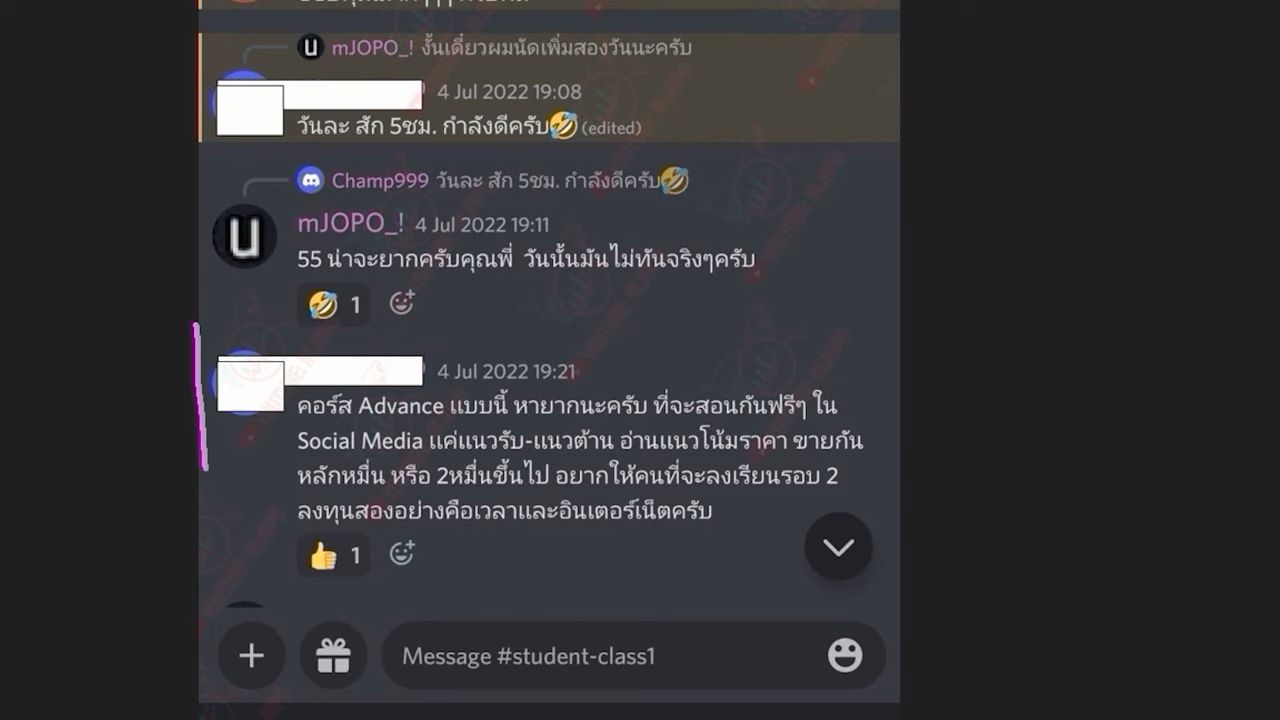 mJOPO_! งั้นเดี๋ยวผมนัดเพิ่มสองวันนะครับ
4 Jul 2022 19:08
วันละ สัก 5ชม. กำลังดีครับ🤣 (edited)
Champ999 วันละ สัก 5ชม. กำลังดีครับ🤣
mJOPO_! 4 Jul 2022 19:11
55 น่าจะยากครับคุณพี่ วันนั้นมันไม่ทันจริงๆครับ
🤣 1
4 Jul 2022 19:21
คอร์ส Advance แบบนี้ หายากนะครับ ที่จะสอนกันฟรีๆ ใน
Social Media แค่แนวรับ-แนวต้าน อ่านแนวโน้มราคา ขายกัน
หลักหมื่น หรือ 2หมื่นขึ้นไป อยากให้คนที่จะลงเรียนรอบ 2
ลงทุนสองอย่างคือเวลาและอินเตอร์เน็ตครับ
👍 1
Message #student-class1